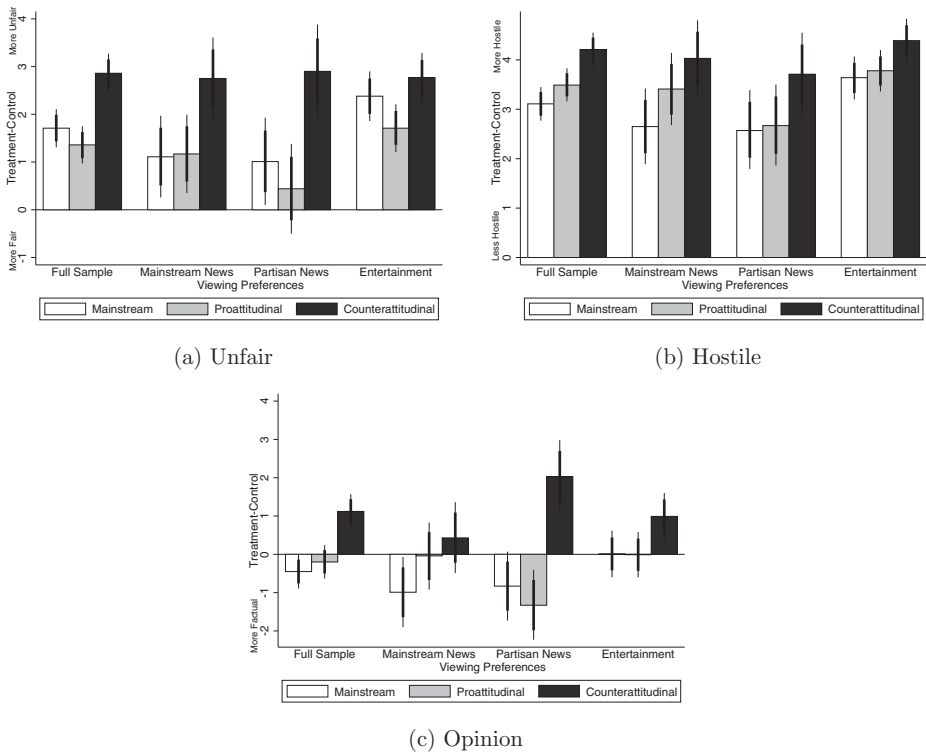 More Unfair
4
3
2
1
0
-1
Treatment-Control
More Fair
Full Sample Mainstream News Partisan News Entertainment
Viewing Preferences
Mainstream Proattitudinal Counterattitudinal
(a) Unfair
More Hostile
4
3
2
1
0
Treatment-Control
Less Hostile
Full Sample Mainstream News Partisan News Entertainment
Viewing Preferences
Mainstream Proattitudinal Counterattitudinal
(b) Hostile
4
3
2
1
0
-1
-2
Treatment-Control
More Factual
Full Sample Mainstream News Partisan News Entertainment
Viewing Preferences
Mainstream Proattitudinal Counterattitudinal
(c) Opinion